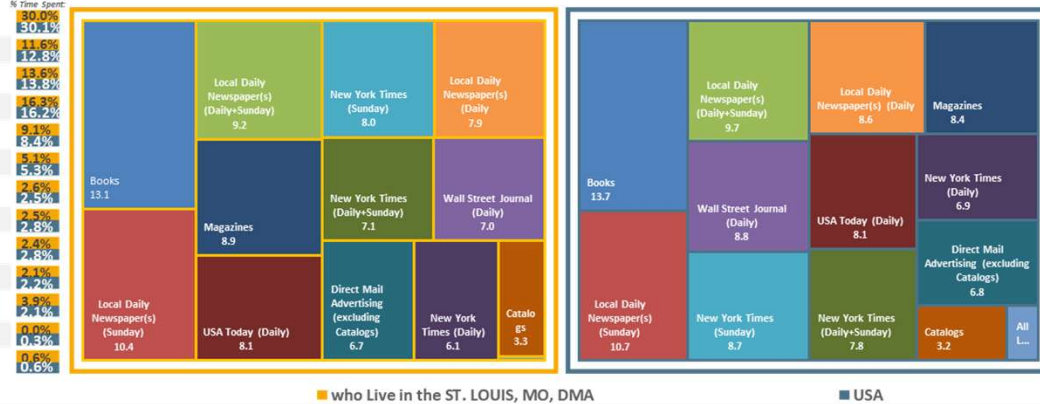 % Time Spent:
30.0%
30.1%
11.6%
12.8%
13.6%
13.8%
16.3%
16.2%
9.1%
8.4%
5.1%
5.3%
2.6%
2.5%
2.5%
2.8%
2.4%
2.8%
2.1%
2.2%
3.9%
2.1%
0.0%
0.3%
0.6%
0.6%
Books
13.1
Local Daily
Newspaper(s)
(Sunday)
10.4
Local Daily
Newspaper(s)
(Daily+Sunday)
9.2
Magazines
8.9
USA Today (Daily)
8.1
New York Times
(Sunday)
8.0
Local Daily
Newspaper(s)
(Daily
7.9
New York Times
(Daily+Sunday)
7.1
Wall Street Journal
(Daily)
7.0
Direct Mail
Advertising
(excluding
Catalogs)
6.7
New York
Times (Daily)
6.1
Catalo
gs
3.3
Books
13.7
Local Daily
Newspaper(s)
(Sunday)
10.7
Local Daily
Newspaper(s)
(Daily+Sunday)
9.7
Wall Street Journal
(Daily)
8.8
New York Times
(Sunday)
8.7
Local Daily
Newspaper(s) (Daily
8.6
Magazines
8.4
USA Today (Daily)
8.1
New York Times
(Daily+Sunday)
7.8
New York Times
(Daily)
6.9
Direct Mail
Advertising (excluding
Catalogs)
6.8
Catalogs
3.2
All
L...
who Live in the ST. LOUIS, MO, DMA
USA